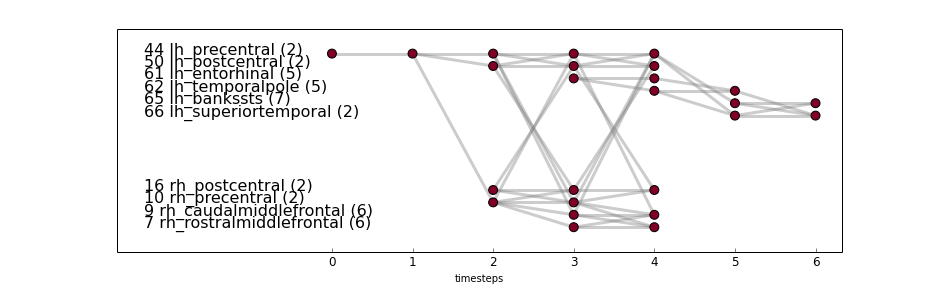 44 lh_precentral (2)
50 lh_postcentral (2)
61 lh_entorhinal (5)
62 lh_temporalpole (5)
65 lh_bankssts (7)
66 lh_superiortemporal (2)
16 rh_postcentral (2)
10 rh_precentral (2)
9 rh_caudalmiddlefrontal (6)
7 rh_rostralmiddlefrontal (6)
0 1 2 3 4 5 6
timesteps